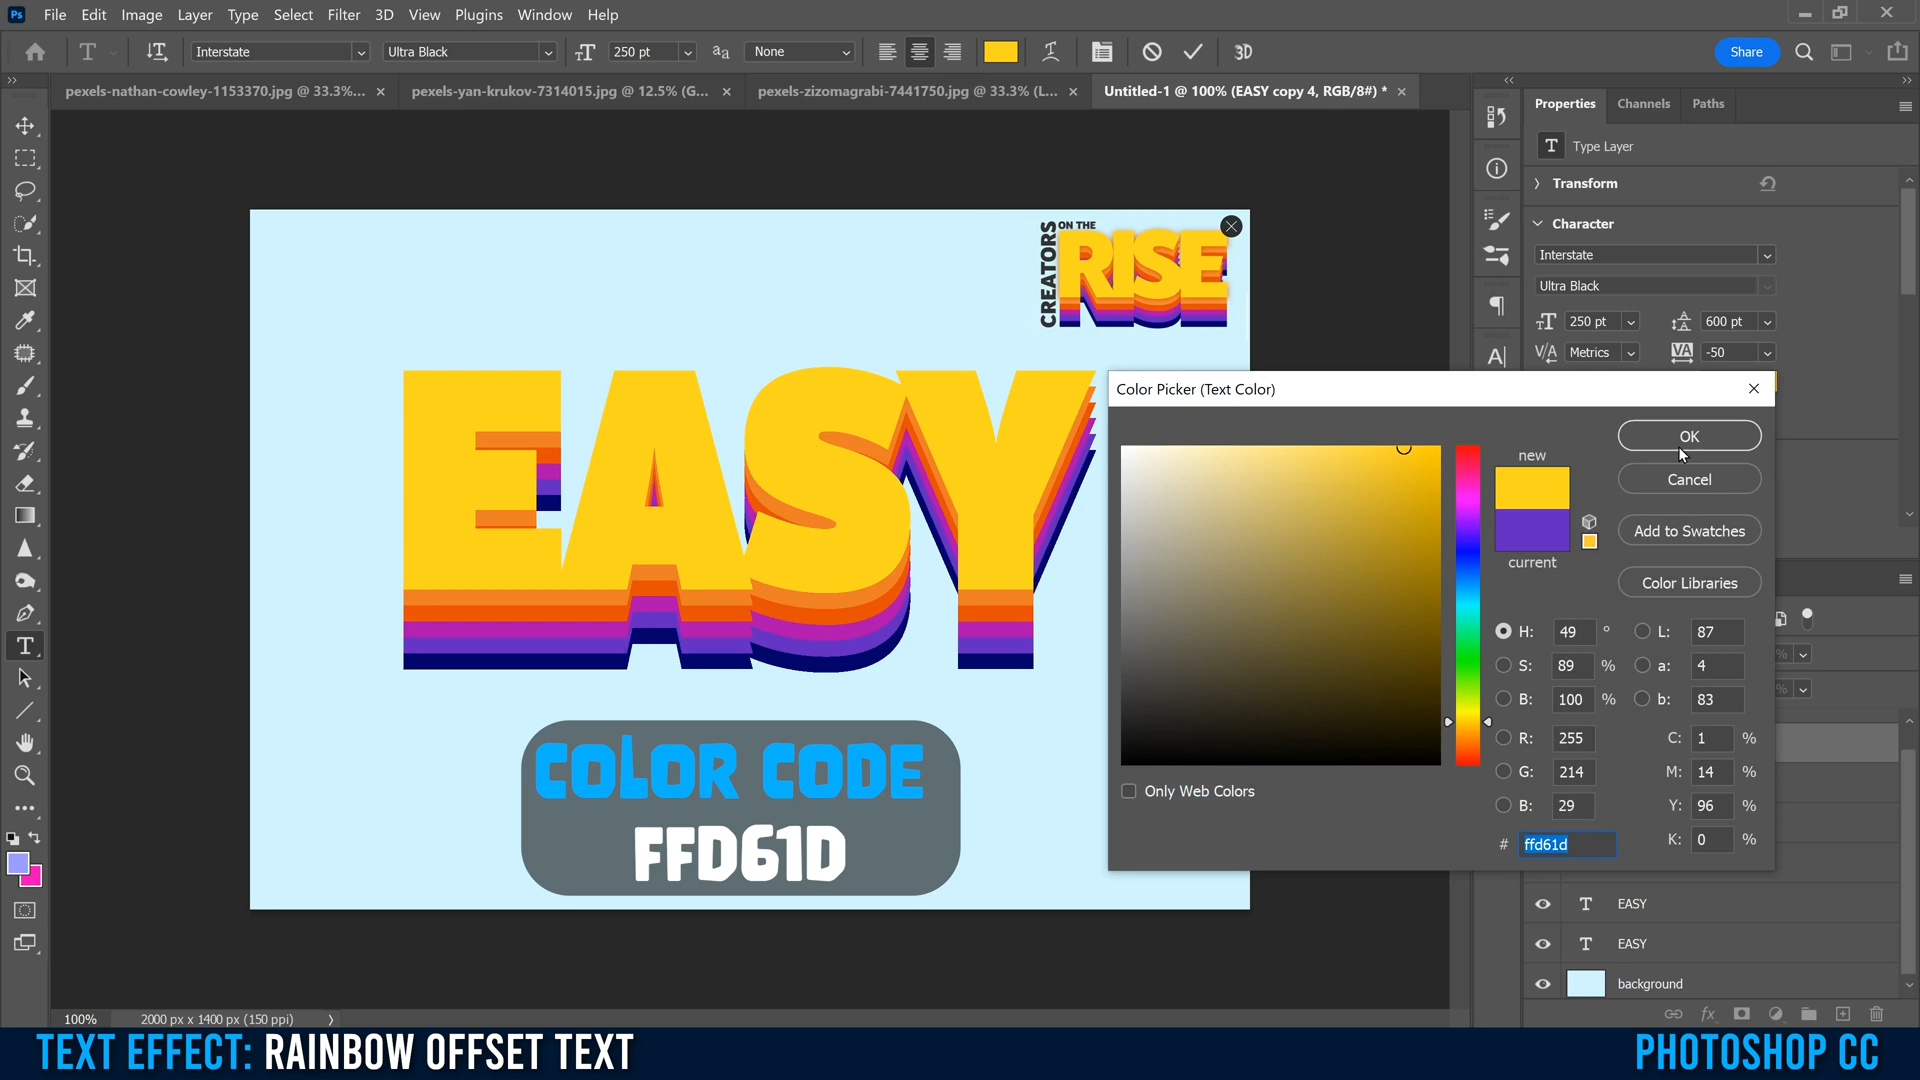 Ps File Edit Image Layer Type Select Filter 3D View Plugins Window Help
T Interstate Ultra Black 250 pt aa None 3D Share
pexels-nathan-cowley-1153370.jpg @ 33.3%...
pexels-yan-krukov-7314015.jpg @ 12.5% (G...
pexels-zizomagrabi-7441750.jpg @ 33.3% (L...
Untitled-1 @ 100% (EASY copy 4, RGB/8#) *
Properties Channels Paths
T Type Layer
Transform
Character
Interstate
Ultra Black
250 pt 600 pt
Metrics -50
CREATORS
ON THE
RISE
EASY
COLOR CODE
FFD61D
Color Picker (Text Color)
OK
Cancel
Add to Swatches
Color Libraries
new
current
H: 49 ° L: 87
S: 89 % a: 4
B: 100 % b: 83
R: 255 C: 1 %
G: 214 M: 14 %
B: 29 Y: 96 %
# ffd61d K: 0 %
Only Web Colors
T EASY
T EASY
background
100% 2000 px x 1400 px (150 ppi)
TEXT EFFECT: RAINBOW OFFSET TEXT
PHOTOSHOP CC